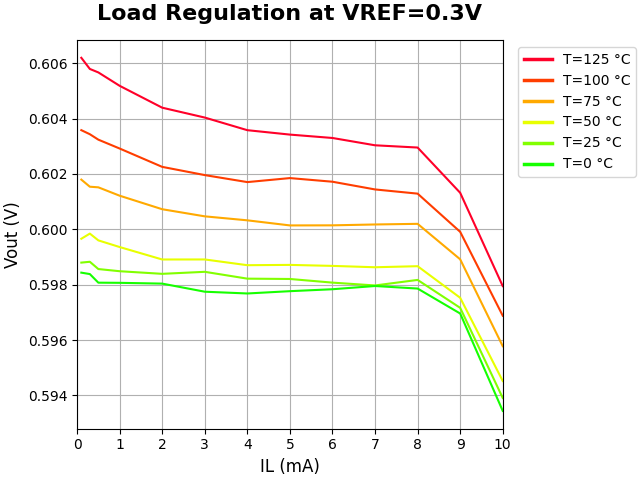 Load Regulation at VREF=0.3V
Vout (V)
0.606
0.604
0.602
0.600
0.598
0.596
0.594
0 1 2 3 4 5 6 7 8 9 10
IL (mA)
T=125 °C
T=100 °C
T=75 °C
T=50 °C
T=25 °C
T=0 °C